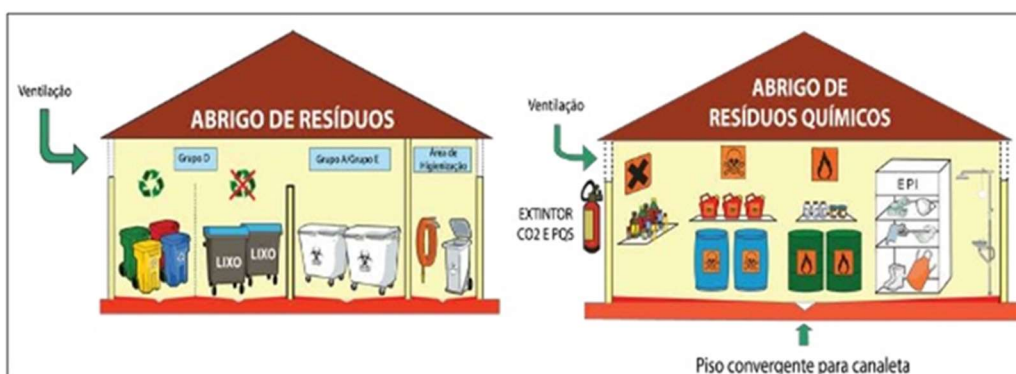 Ventilação
ABRIGO DE RESÍDUOS
Grupo D
Grupo A/Grupo E
Área de
Higienização
LIXO
LIXO
Ventilação
ABRIGO DE
RESÍDUOS QUÍMICOS
EXTINTOR
CO2 E PQS
EPI
Piso convergente para canaleta